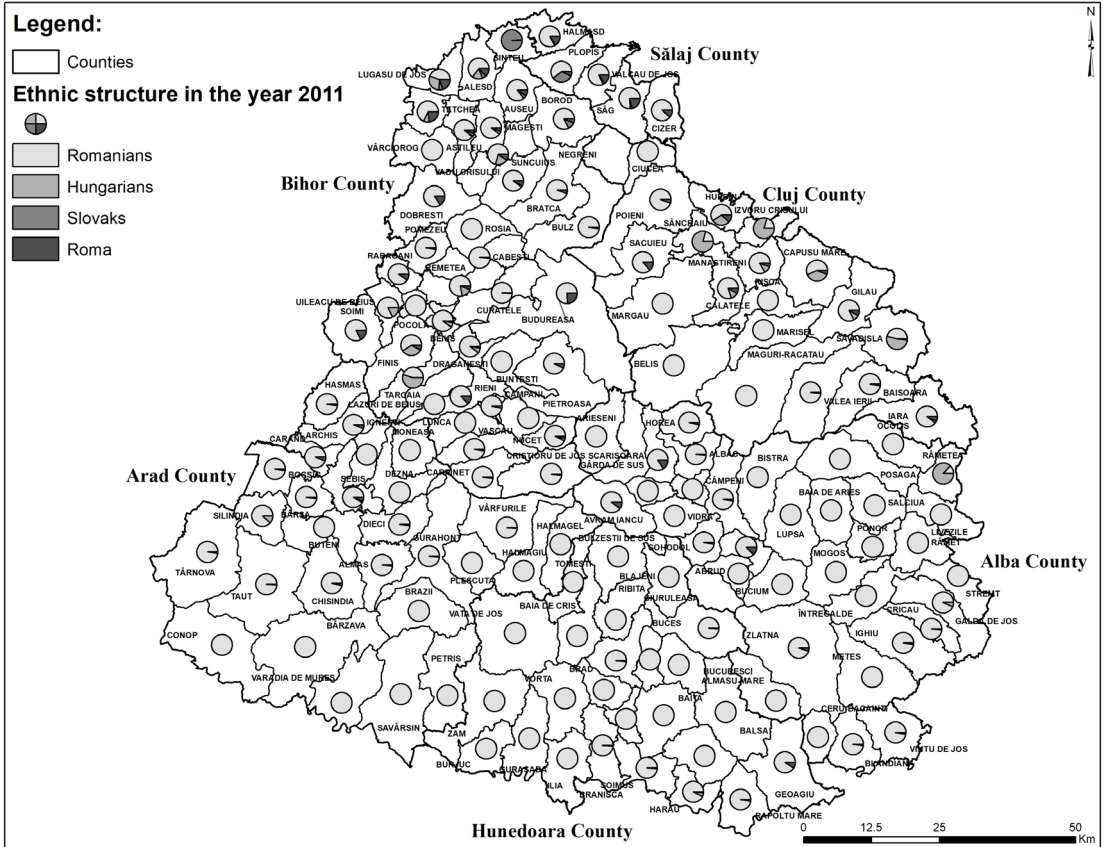 Legend:
Counties
Ethnic structure in the year 2011
Romanians
Hungarians
Slovaks
Roma
N
Sălaj County
Bihor County
Cluj County
Arad County
Alba County
Hunedoara County
HALMASD
SINTEU
PLOPIS
LUGASU DE JOS
ALESD
VALCAU DE JOS
TETCHEA
AUSEU
BOROD
SÂG
CIZER
MAGESTI
VÂRCIOROG
ASTILEU
SUNCUIUS
NEGRENI
CIUCEA
VADU CRISULUI
BRATCA
HUEDIN
IZVORU CRISULUI
DOBRESTI
POIENI
SÂNCRAIU
POMEZEU
ROSIA
BULZ
SACUIEU
MANASTIRENI
CAPUSU MARE
RABAGANI
CABESTI
REMETEA
RISCA
GILAU
UILEACU DE BEIUS
CURATELE
BUDUREASA
MARGAU
CALATELE
SOIMI
POCOLA
BEIUS
MARISEL
SAVADISLA
FINIS
DRAGANESTI
BUNTESTI
BELIS
MAGURI-RACATAU
HASMAS
TARCAIA
RIENI
CAMPANI
VALEA IERII
BAISOARA
LAZURI DE BEIUS
PIETROASA
IARA
ARCHIS
IGNESTI
LUNCA
VASCAU
ARIESENI
HOREA
OCOLIS
CARAND
MONEASA
NUCET
CRISTIORU DE JOS
SCARIȘOARA
ALBAC
BISTRA
RÂMETEA
GÂRDA DE SUS
POSAGA
BOCSIG
SEBIS
DEZNA
CARPINET
CÂMPENI
BAIA DE ARIES
SALCIUA
SILINDIA
BÂRSA
VÂRFURILE
AVRAM IANCU
VIDRA
LUPSA
PONOR
LIVEZILE
RÂMET
BUTENI
DIECI
GURAHONT
HALMAGEL
BULZESTII DE SUS
SOHODOL
MOGOS
TÂRNOVA
ALMAS
HALMAGIU
TOMESTI
BLAJENI
ABRUD
BUCIUM
STREMT
TAUT
CHISINDIA
BRAZII
PLESCUTA
RIBITA
CIURULEASA
ÎNTREGALDE
CRICAU
GALDA DE JOS
BÂRZAVA
VATA DE JOS
BAIA DE CRIS
BUCES
ZLATNA
IGHIU
CONOP
METES
VARADIA DE MURES
PETRIS
VORTA
BRAD
BUCURESCI
ALMASU MARE
SAVÂRSIN
ZAM
BAITA
BALSA
CERU-BACAINTI
BURJUC
GURASADA
VINTU DE JOS
BLANDIANA
ILIA
BRANISCA
SOIMUS
HARAU
GEOAGIU
RAPOLTU MARE
0 12.5 25 50
Km